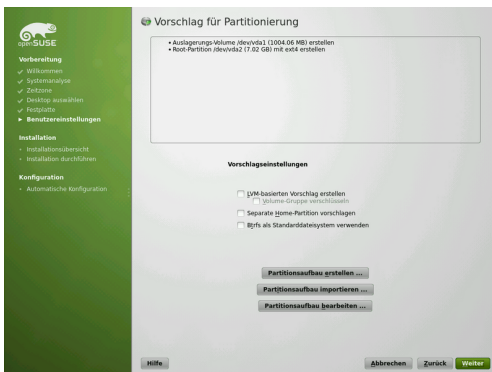 openSUSE
Vorbereitung
Willkommen
Systemanalyse
Zeitzone
Desktop auswählen
Festplatte
Benutzereinstellungen
Installation
Installationsübersicht
Installation durchführen
Konfiguration
Automatische Konfiguration
Vorschlag für Partitionierung
• Auslagerungs-Volume /dev/vda1 (1004.06 MB) erstellen
• Root-Partition /dev/vda2 (7.02 GB) mit ext4 erstellen
Vorschlagseinstellungen
LVM-basierten Vorschlag erstellen
Volume-Gruppe verschlüsseln
Separate Home-Partition vorschlagen
Btrfs als Standarddateisystem verwenden
Partitionsaufbau erstellen ...
Partitionsaufbau importieren ...
Partitionsaufbau bearbeiten ...
Hilfe
Abbrechen
Zurück
Weiter